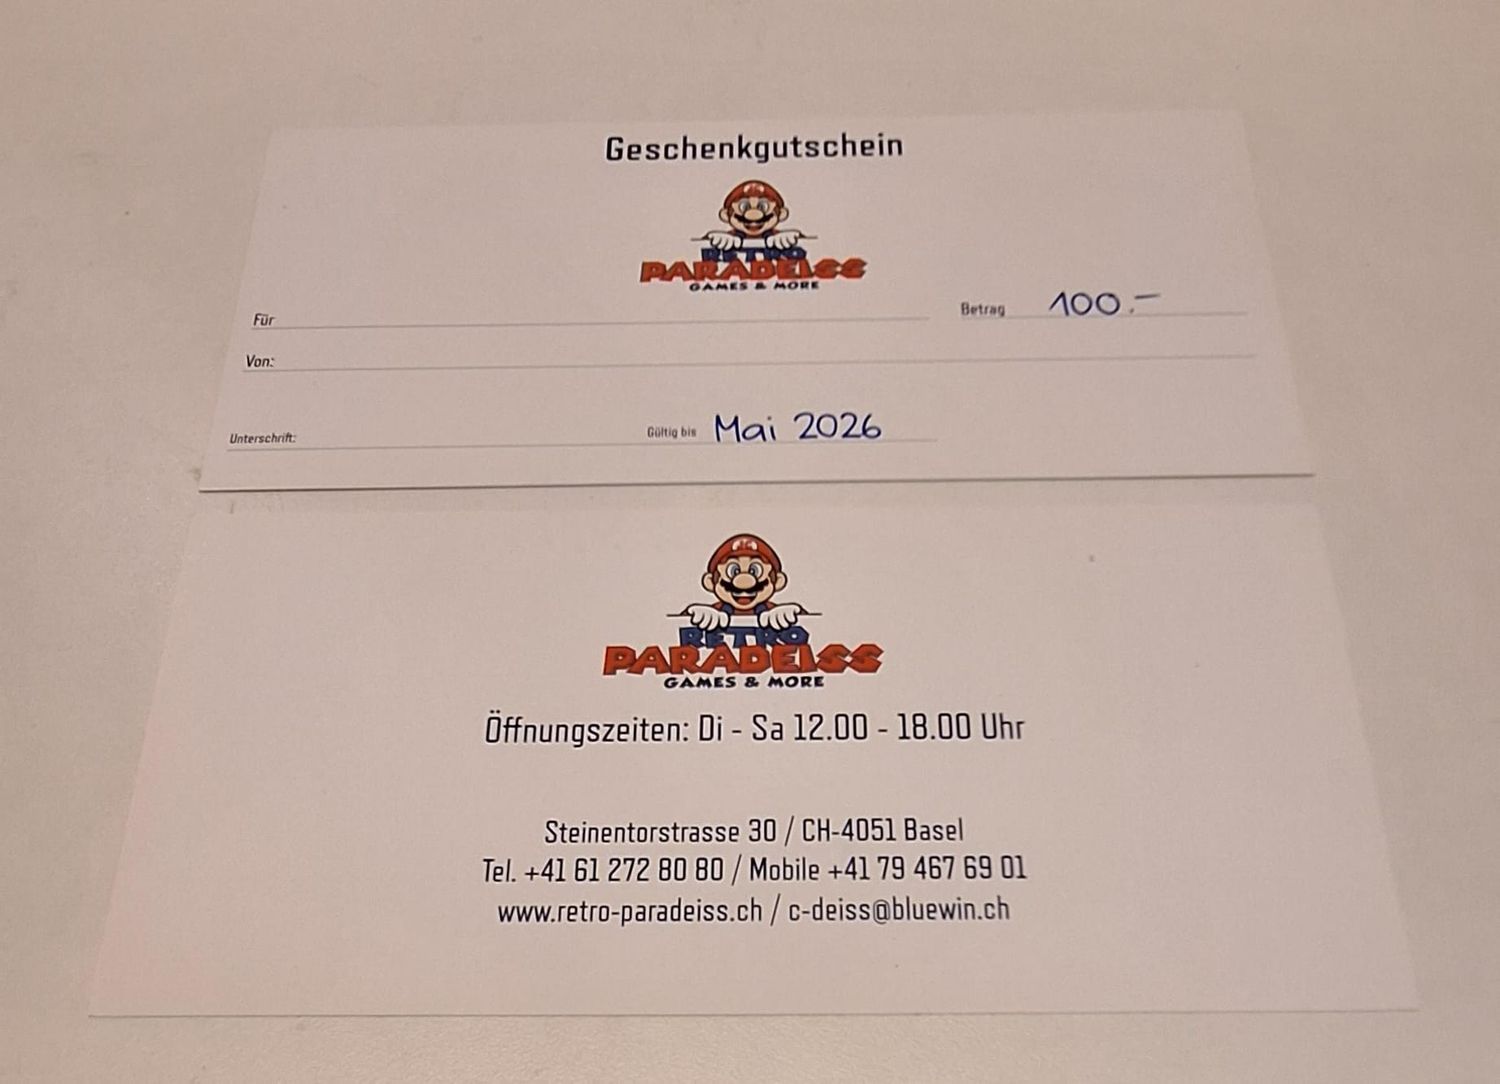 Geschenkgutschein
RETRO
PARADEISS
GAMES & MORE
Für
Betrag 100.–
Von:
Unterschrift:
Gültig bis Mai 2026
RETRO
PARADEISS
GAMES & MORE
Öffnungszeiten: Di - Sa 12.00 - 18.00 Uhr
Steinentorstrasse 30 / CH-4051 Basel
Tel. +41 61 272 80 80 / Mobile +41 79 467 69 01
www.retro-paradeiss.ch / c-deiss@bluewin.ch